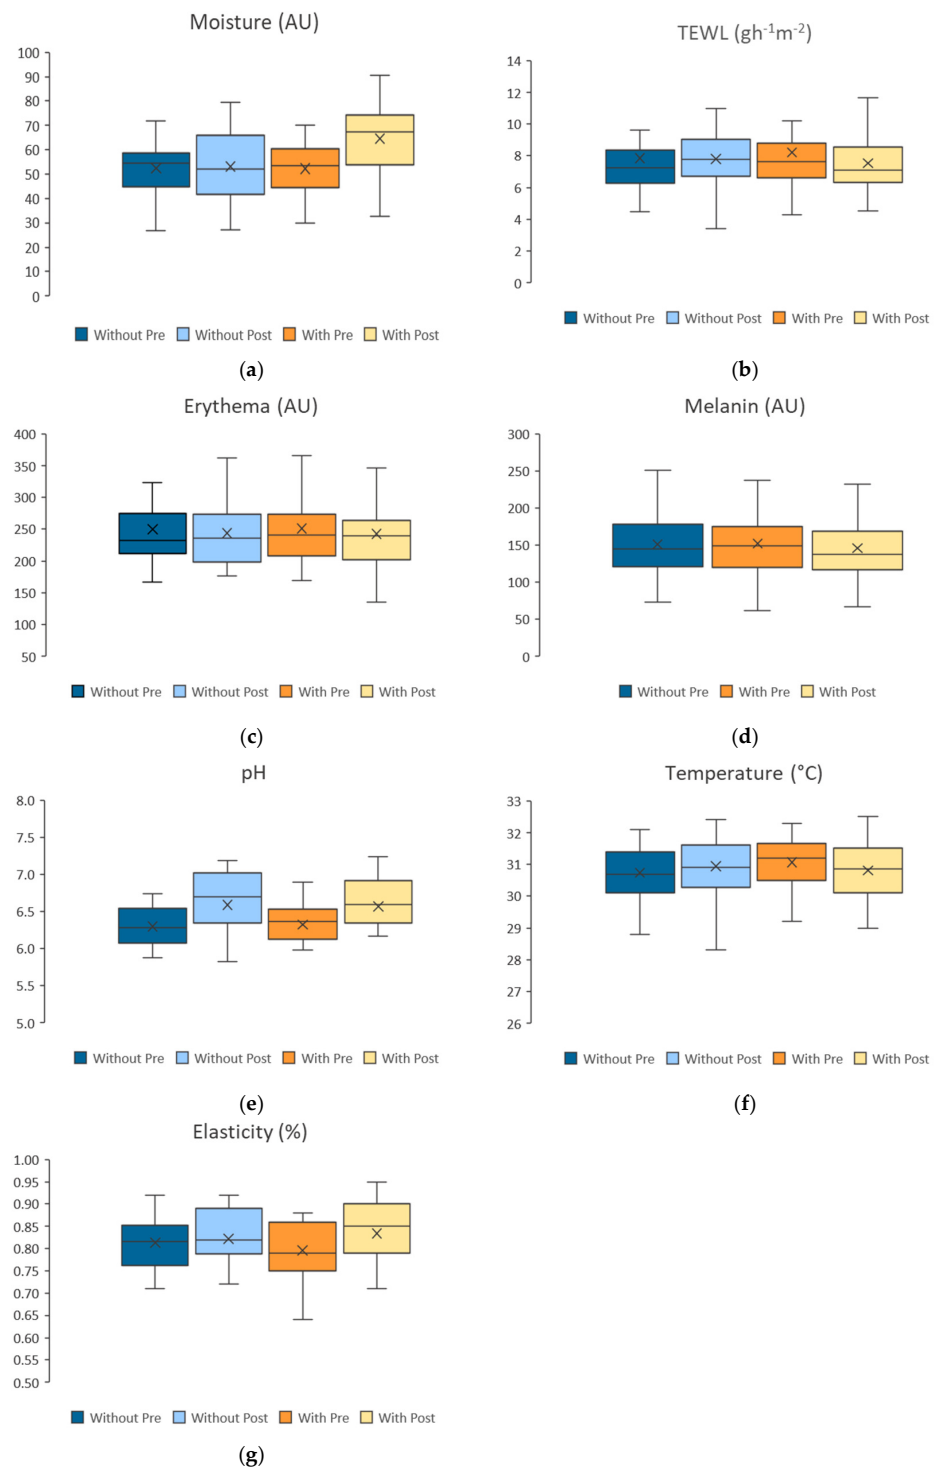 Moisture (AU)
100
90
80
70
60
50
40
30
20
10
0
Without Pre Without Post With Pre With Post
(a)
TEWL (gh⁻¹m⁻²)
14
12
10
8
6
4
2
0
Without Pre Without Post With Pre With Post
(b)
Erythema (AU)
400
350
300
250
200
150
100
50
Without Pre Without Post With Pre With Post
(c)
Melanin (AU)
300
250
200
150
100
50
0
Without Pre With Pre With Post
(d)
pH
8.0
7.5
7.0
6.5
6.0
5.5
5.0
Without Pre Without Post With Pre With Post
(e)
Temperature (°C)
33
32
31
30
29
28
27
26
Without Pre Without Post With Pre With Post
(f)
Elasticity (%)
1.00
0.95
0.90
0.85
0.80
0.75
0.70
0.65
0.60
0.55
0.50
Without Pre Without Post With Pre With Post
(g)